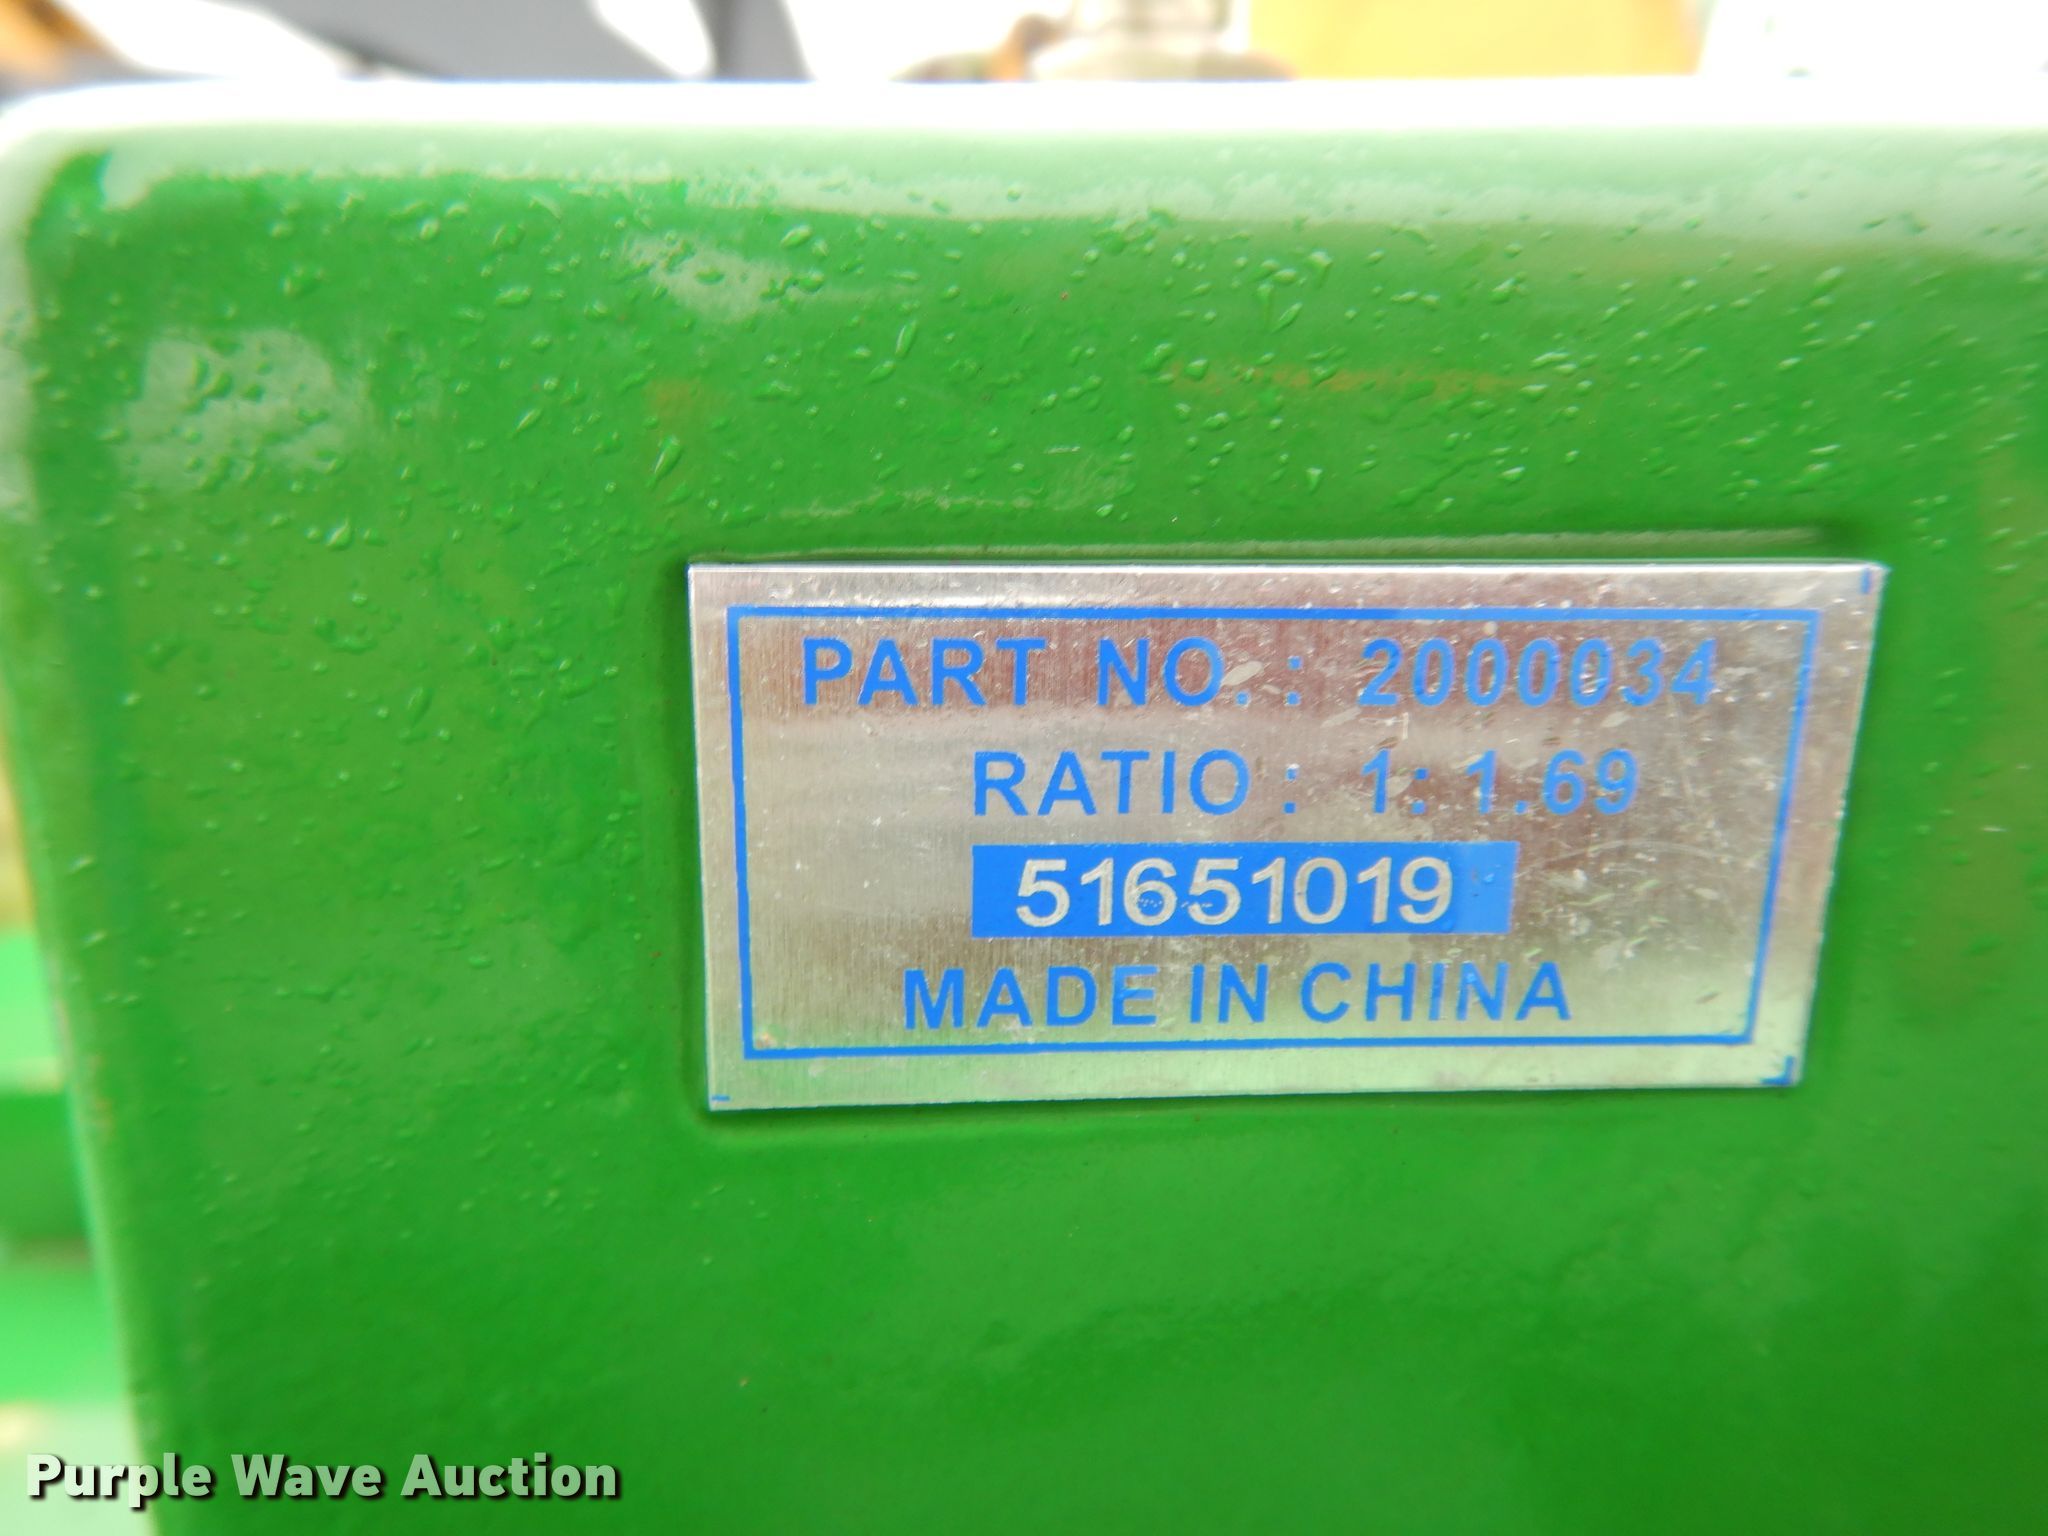 PART NO.: 2000034
RATIO: 1:1.69
51651019
MADE IN CHINA
Purple Wave Auction